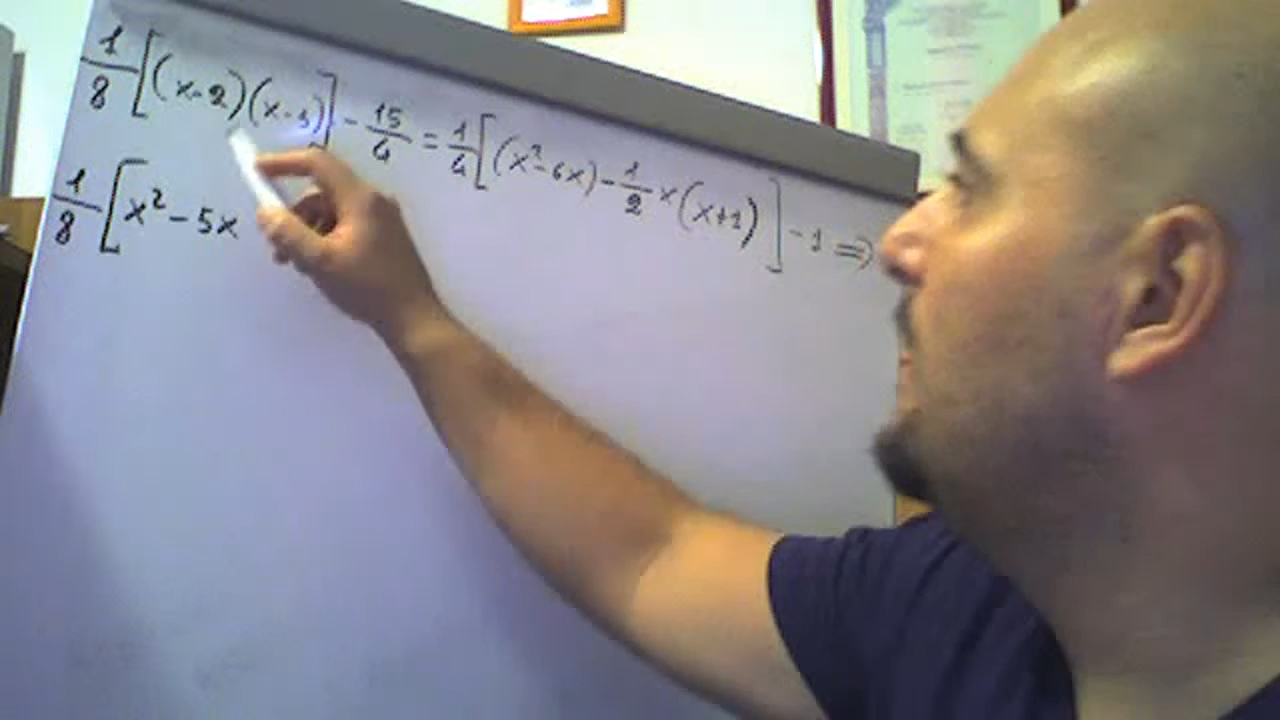 1/8 [(x-2)(x-3)] - 15/4 = 1/4 [(x²-6x) - 1/2 x(x+1)] - 1 ⇒
1/8 [x² - 5x